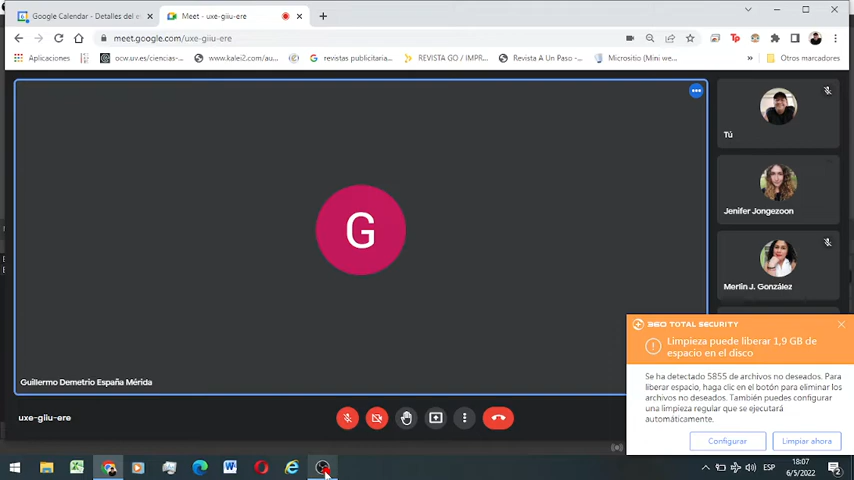 Google Calendar - Detalles del e
Meet - uxe-giiu-ere
meet.google.com/uxe-giiu-ere
Aplicaciones
ocw.uv.es/ciencias-...
www.kalei2.com/au...
revistas publicitaria...
REVISTA GO / IMPR...
Revista A Un Paso -...
Micrositio (Mini we...
»
Otros marcadores
G
Tú
Jenifer Jongezoon
Merlin J. González
Guillermo Demetrio España Mérida
uxe-giiu-ere
360 TOTAL SECURITY
Limpieza puede liberar 1,9 GB de
espacio en el disco
Se ha detectado 5855 de archivos no deseados. Para
liberar espacio, haga clic en el botón para eliminar los
archivos no deseados. También puedes configurar
una limpieza regular que se ejecutará
automáticamente.
Configurar
Limpiar ahora
ESP
18:07
6/5/2022
2